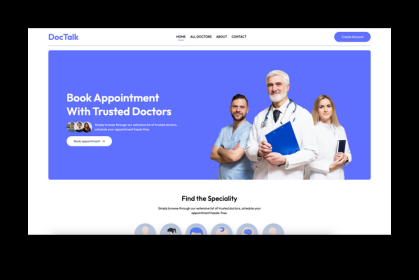 DocTalk
HOME ALL DOCTORS ABOUT CONTACT
Create Account
Book Appointment
With Trusted Doctors
Simply browse through our extensive list of trusted doctors,
schedule your appointment hassle-free.
Book appointment →
Find the Speciality
Simply browse through our extensive list of trusted doctors, schedule your
appointment hassle-free.